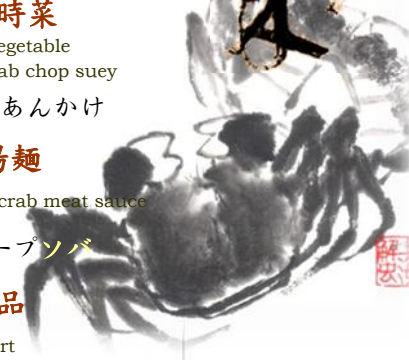 時菜
egetable
ab chop suey
あんかけ
湯麺
crab meat sauce
ープソバ
品
rt